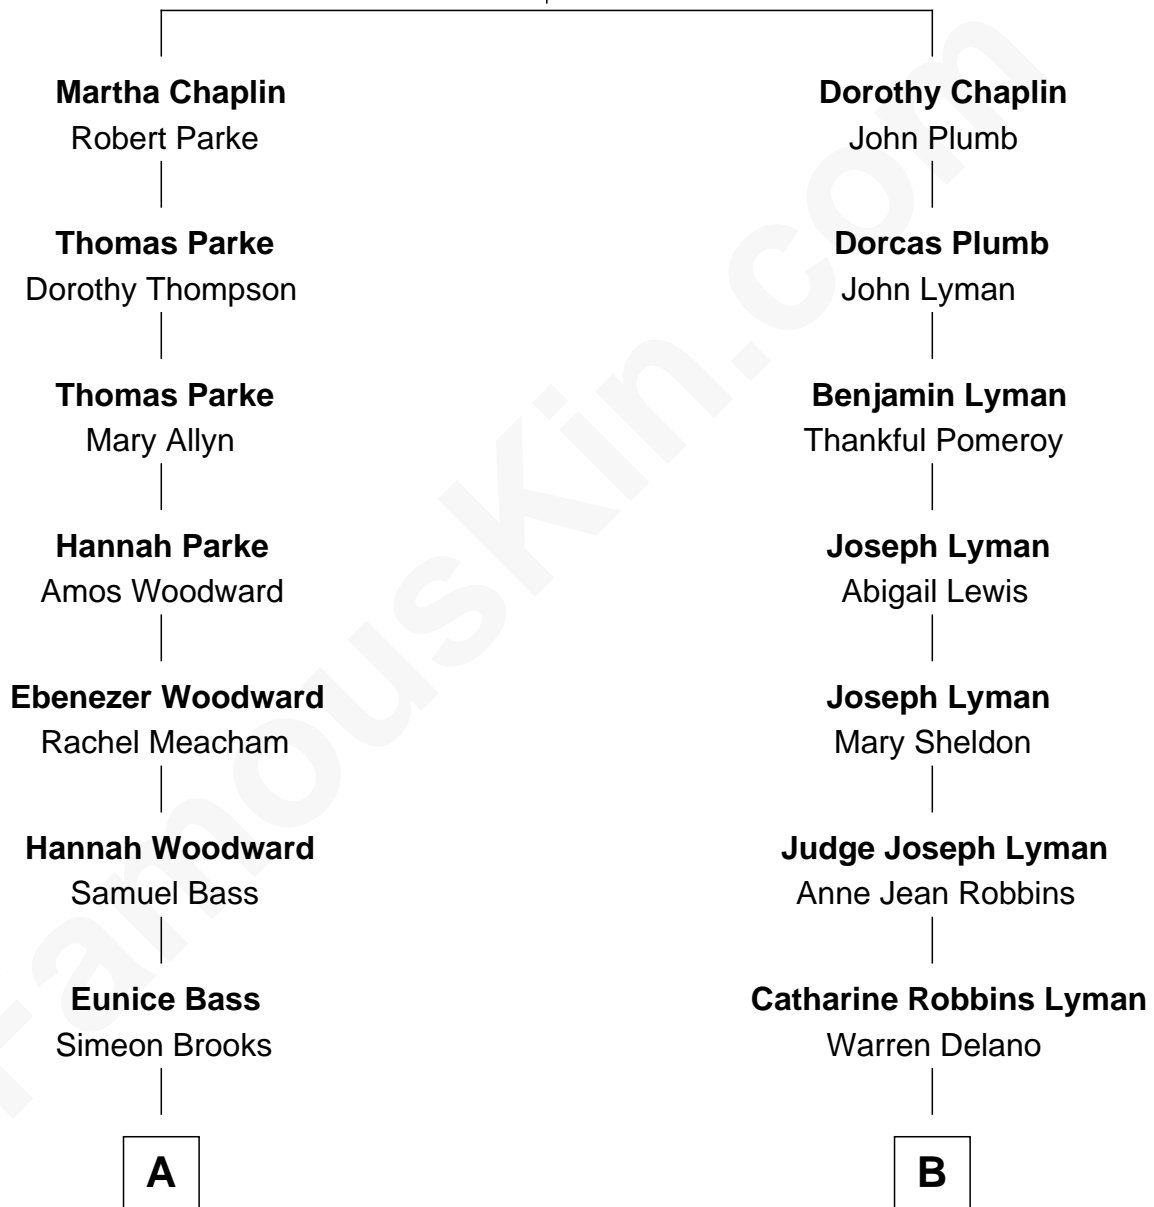 Martha Chaplin
Robert Parke
Dorothy Chaplin
John Plumb
Thomas Parke
Dorothy Thompson
Dorcas Plumb
John Lyman
Thomas Parke
Mary Allyn
Benjamin Lyman
Thankful Pomeroy
Hannah Parke
Amos Woodward
Joseph Lyman
Abigail Lewis
Ebenezer Woodward
Rachel Meacham
Joseph Lyman
Mary Sheldon
Hannah Woodward
Samuel Bass
Judge Joseph Lyman
Anne Jean Robbins
Eunice Bass
Simeon Brooks
Catharine Robbins Lyman
Warren Delano
A
B
FamousKin.com